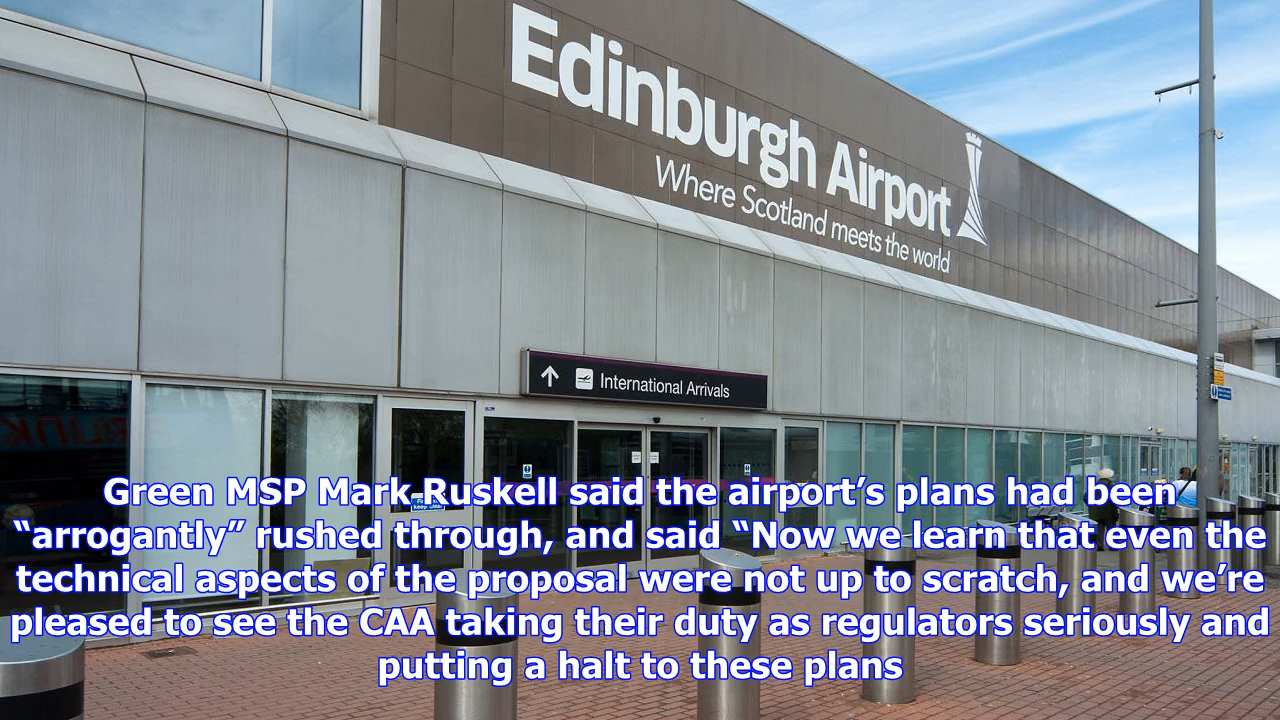 Edinburgh Airport
Where Scotland meets the world
International Arrivals
Green MSP Mark Ruskell said the airport’s plans had been
“arrogantly” rushed through, and said “Now we learn that even the
technical aspects of the proposal were not up to scratch, and we’re
pleased to see the CAA taking their duty as regulators seriously and
putting a halt to these plans